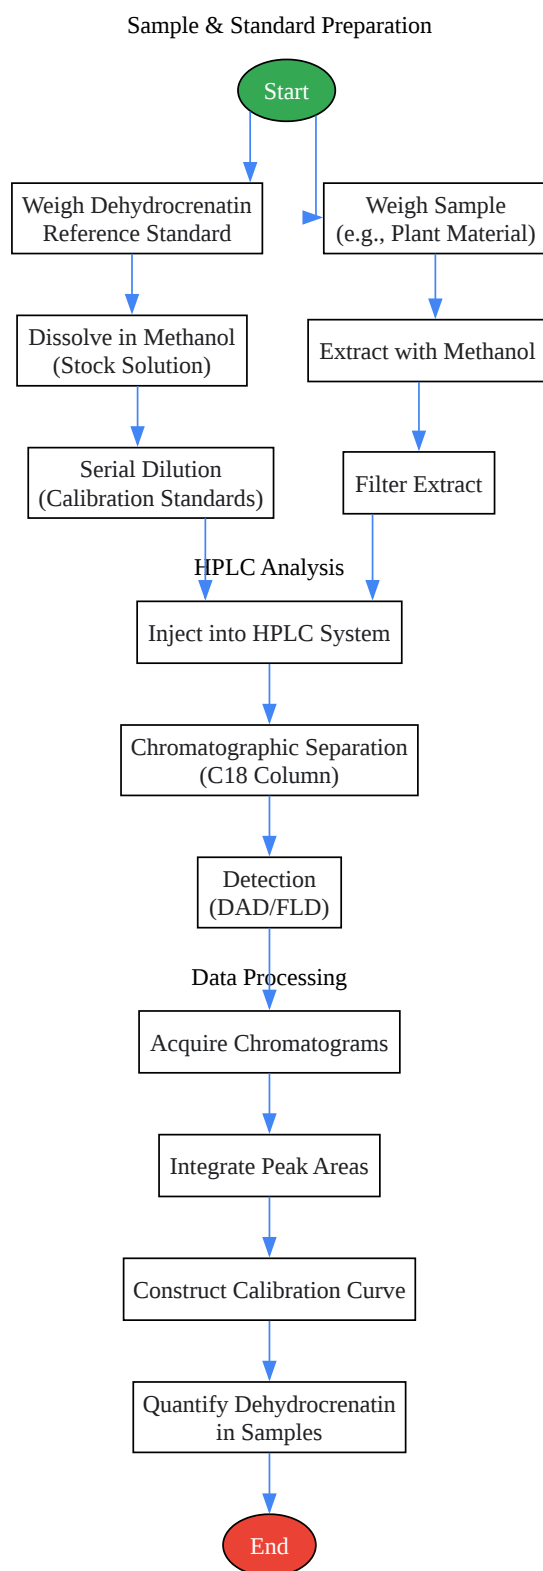 Sample & Standard Preparation
Start
Weigh Dehydrocrenatin
Reference Standard
Weigh Sample
(e.g., Plant Material)
Dissolve in Methanol
(Stock Solution)
Extract with Methanol
Serial Dilution
(Calibration Standards)
Filter Extract
HPLC Analysis
Inject into HPLC System
Chromatographic Separation
(C18 Column)
Detection
(DAD/FLD)
Data Processing
Acquire Chromatograms
Integrate Peak Areas
Construct Calibration Curve
Quantify Dehydrocrenatin
in Samples
End